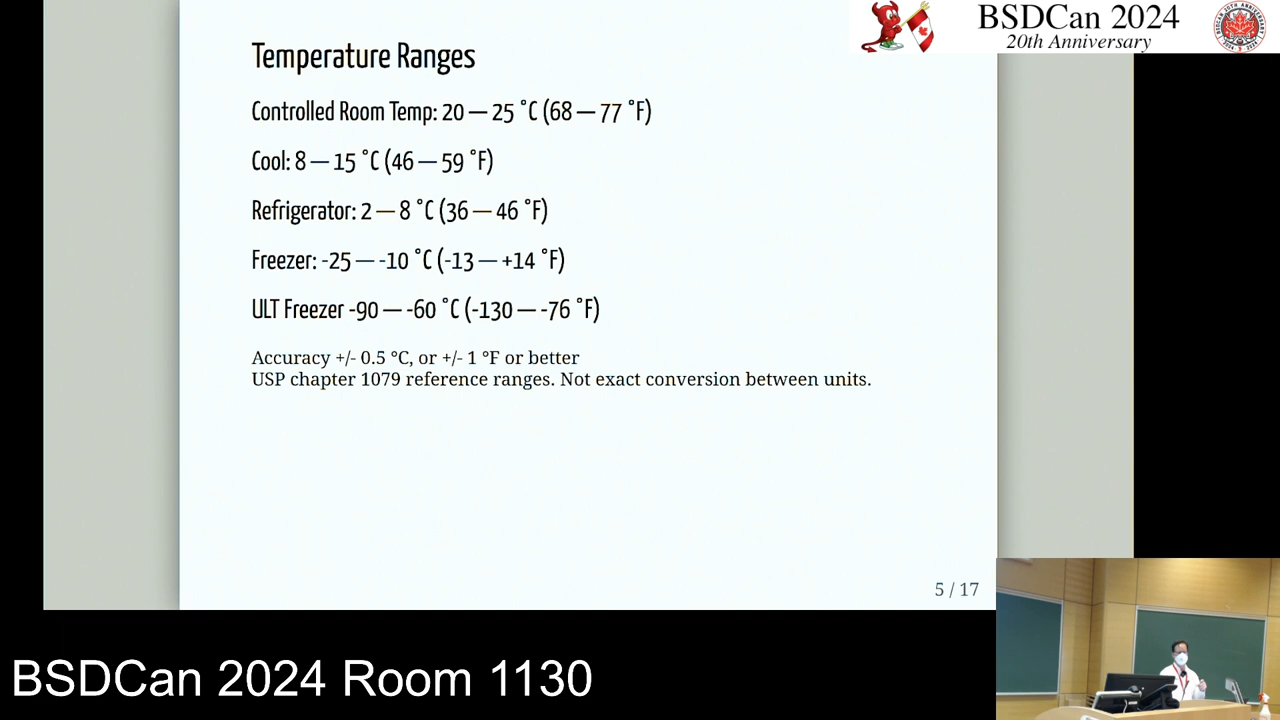 BSDCan 2024
20th Anniversary
Temperature Ranges
Controlled Room Temp: 20 — 25 °C (68 — 77 °F)
Cool: 8 — 15 °C (46 — 59 °F)
Refrigerator: 2 — 8 °C (36 — 46 °F)
Freezer: -25 — -10 °C (-13 — +14 °F)
ULT Freezer -90 — -60 °C (-130 — -76 °F)
Accuracy +/- 0.5 °C, or +/- 1 °F or better
USP chapter 1079 reference ranges. Not exact conversion between units.
5 / 17
BSDCan 2024 Room 1130